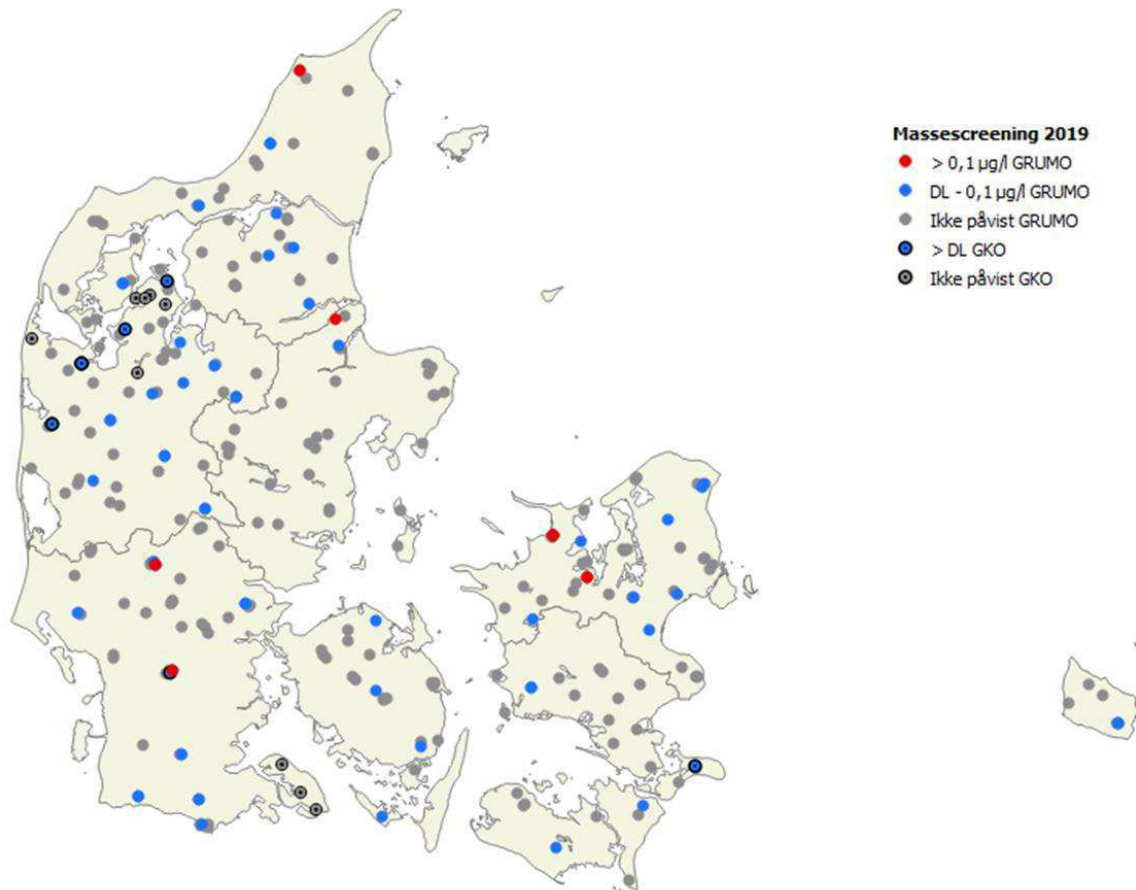 Massescreening 2019
> 0,1 µg/l GRUMO
DL - 0,1 µg/l GRUMO
Ikke påvist GRUMO
> DL GKO
Ikke påvist GKO